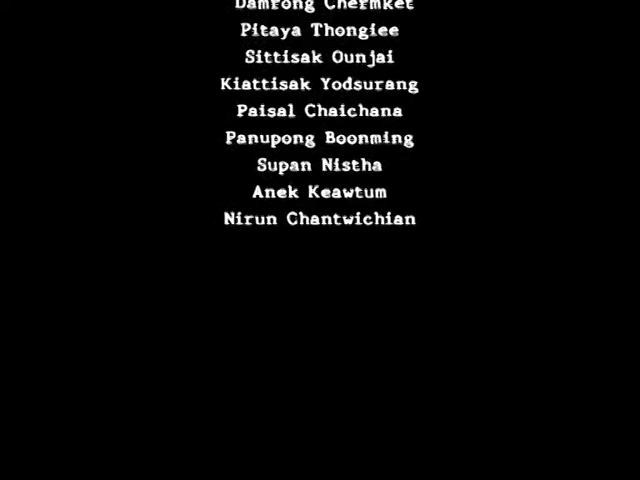 Damrong Chermket
Pitaya Thongiee
Sittisak Ounjai
Kiattisak Yodsurang
Paisal Chaichana
Panupong Boonming
Supan Nistha
Anek Keawtum
Nirun Chantwichian